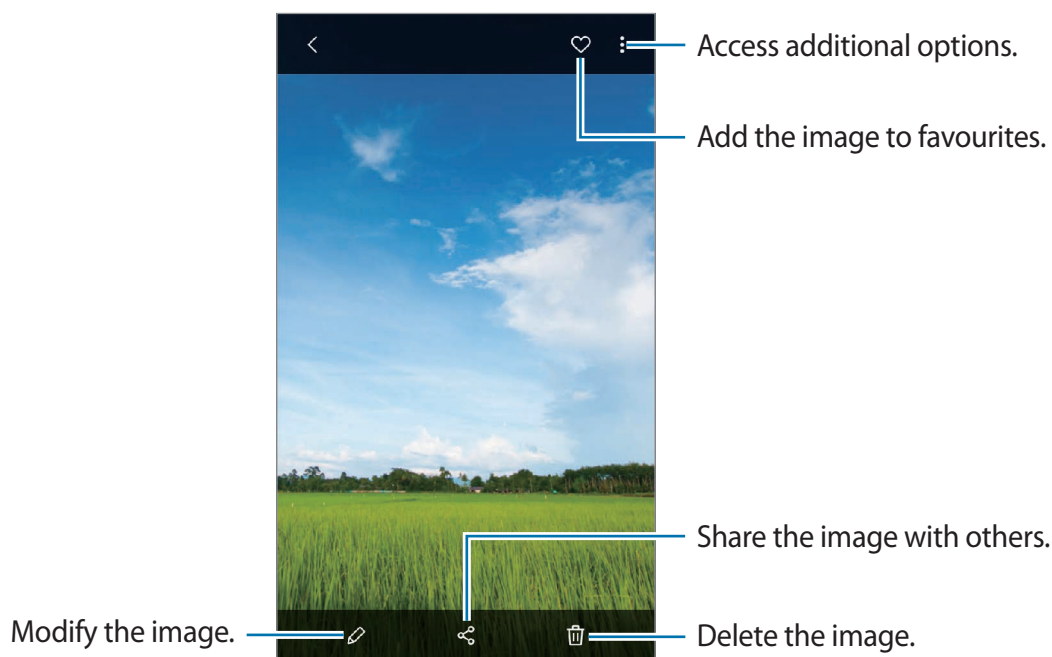 Access additional options.
Add the image to favourites.
Share the image with others.
Modify the image.
Delete the image.